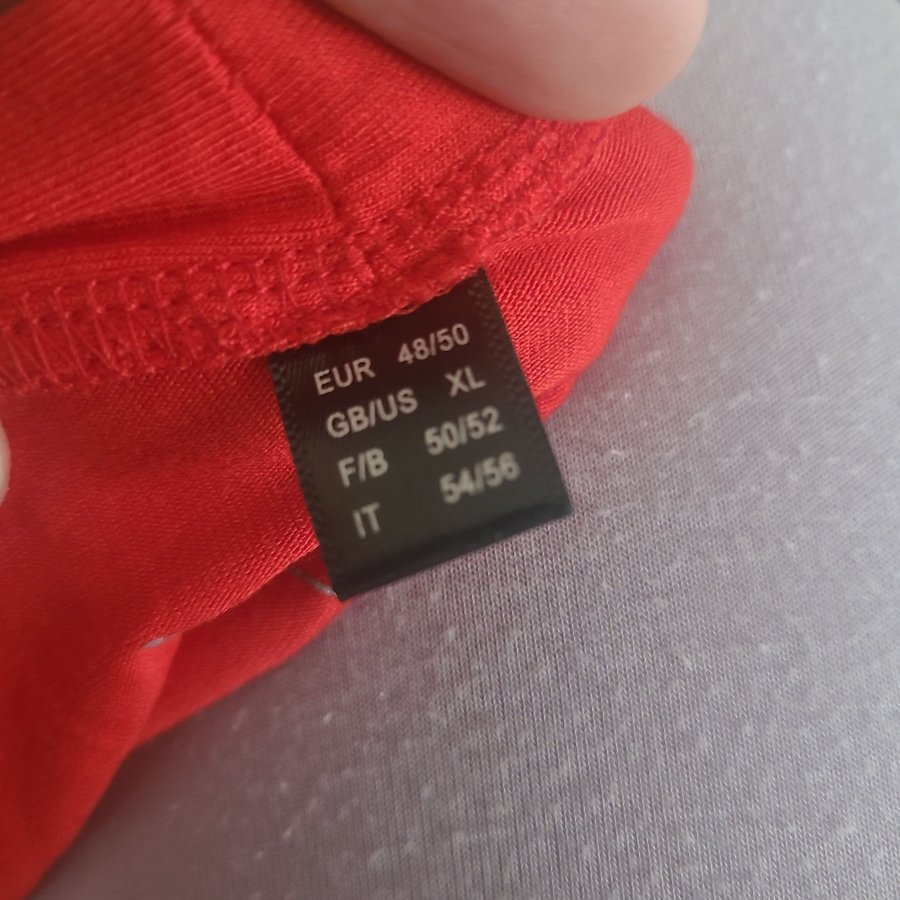 EUR 48/50
GB/US XL
F/B 50/52
IT 54/56